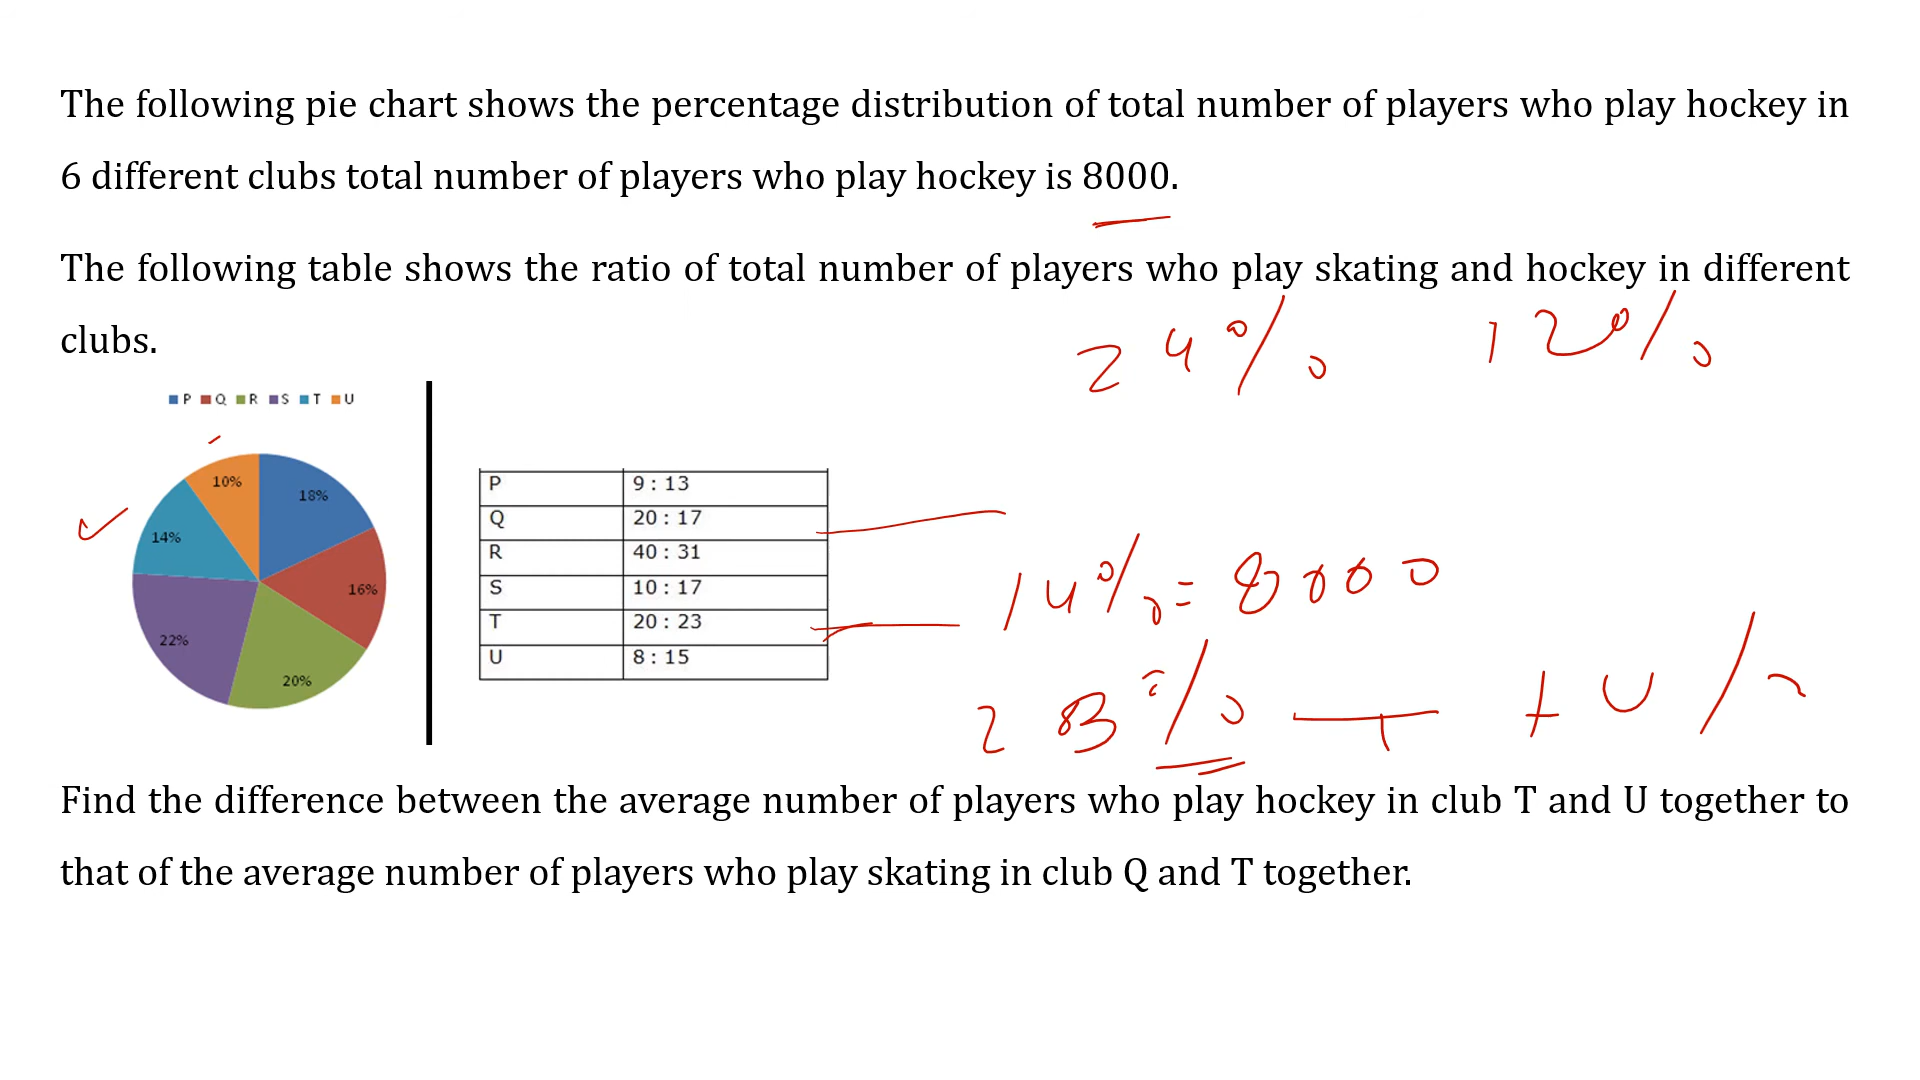 The following pie chart shows the percentage distribution of total number of players who play hockey in
6 different clubs total number of players who play hockey is 8000.
The following table shows the ratio of total number of players who play skating and hockey in different
clubs.
24% 12%
P Q R S T U
10% 18%
14% 16%
22% 20%
P 9 : 13
Q 20 : 17
R 40 : 31
S 10 : 17
T 20 : 23
U 8 : 15
14% = 8000
T + U /
Find the difference between the average number of players who play hockey in club T and U together to
that of the average number of players who play skating in club Q and T together.